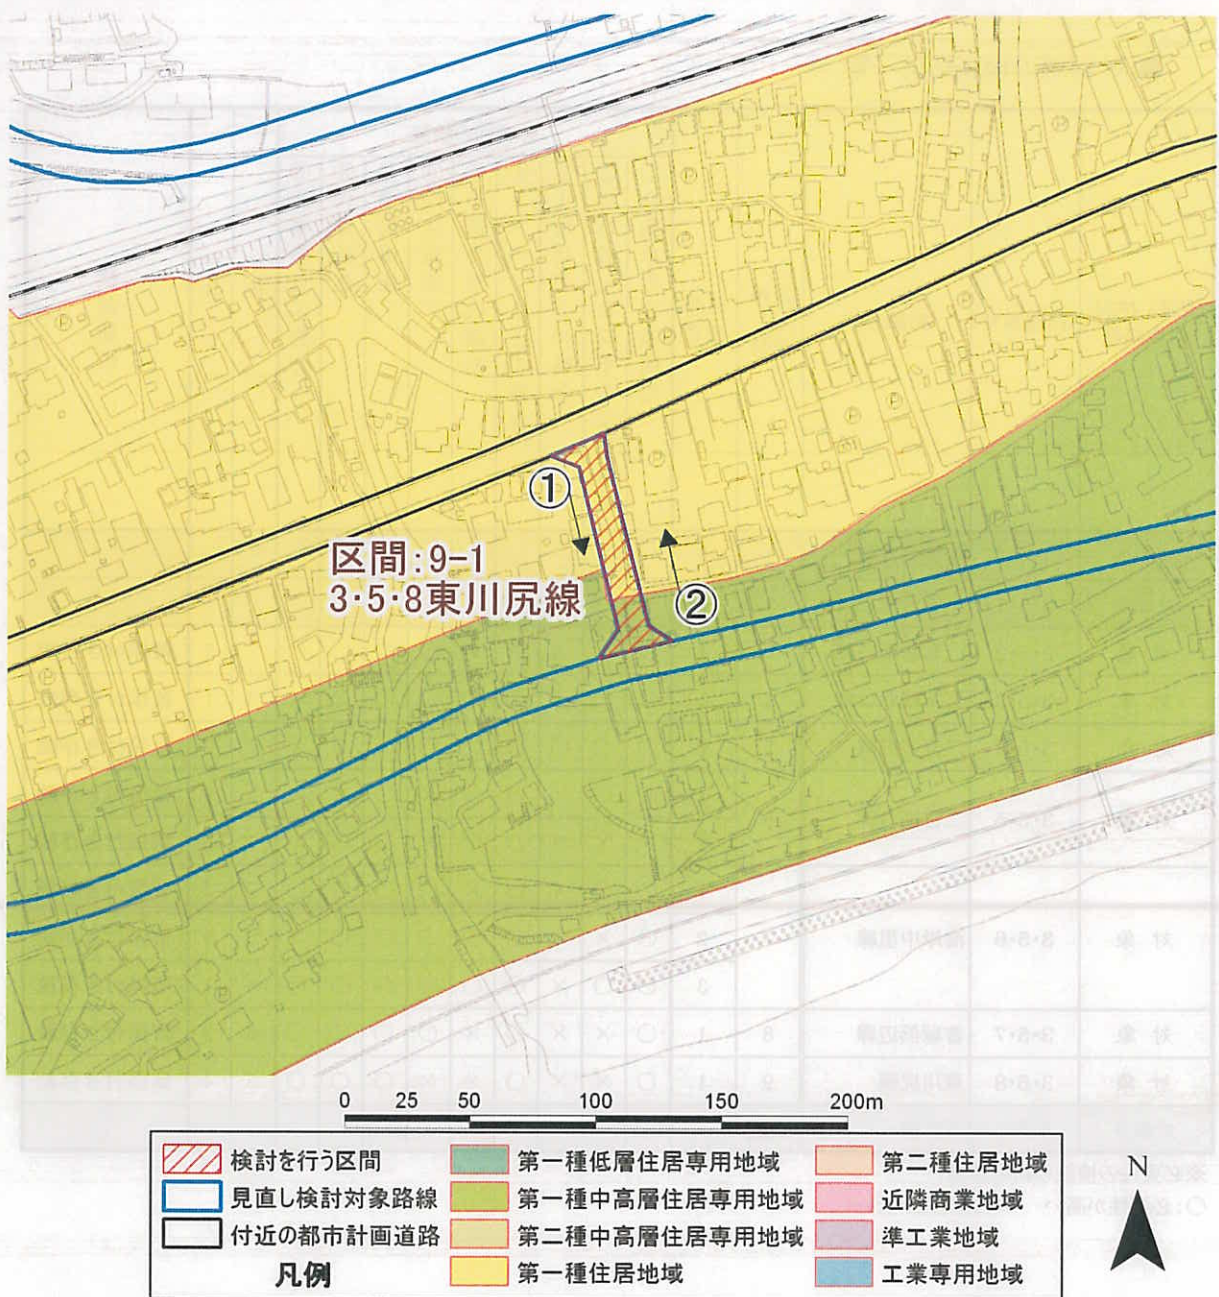 ①
区間:9-1
3・5・8東川尻線
②
0 25 50 100 150 200m
検討を行う区間
見直し検討対象路線
付近の都市計画道路
凡例
第一種低層住居専用地域
第一種中高層住居専用地域
第二種中高層住居専用地域
第一種住居地域
第二種住居地域
近隣商業地域
準工業地域
工業専用地域
N